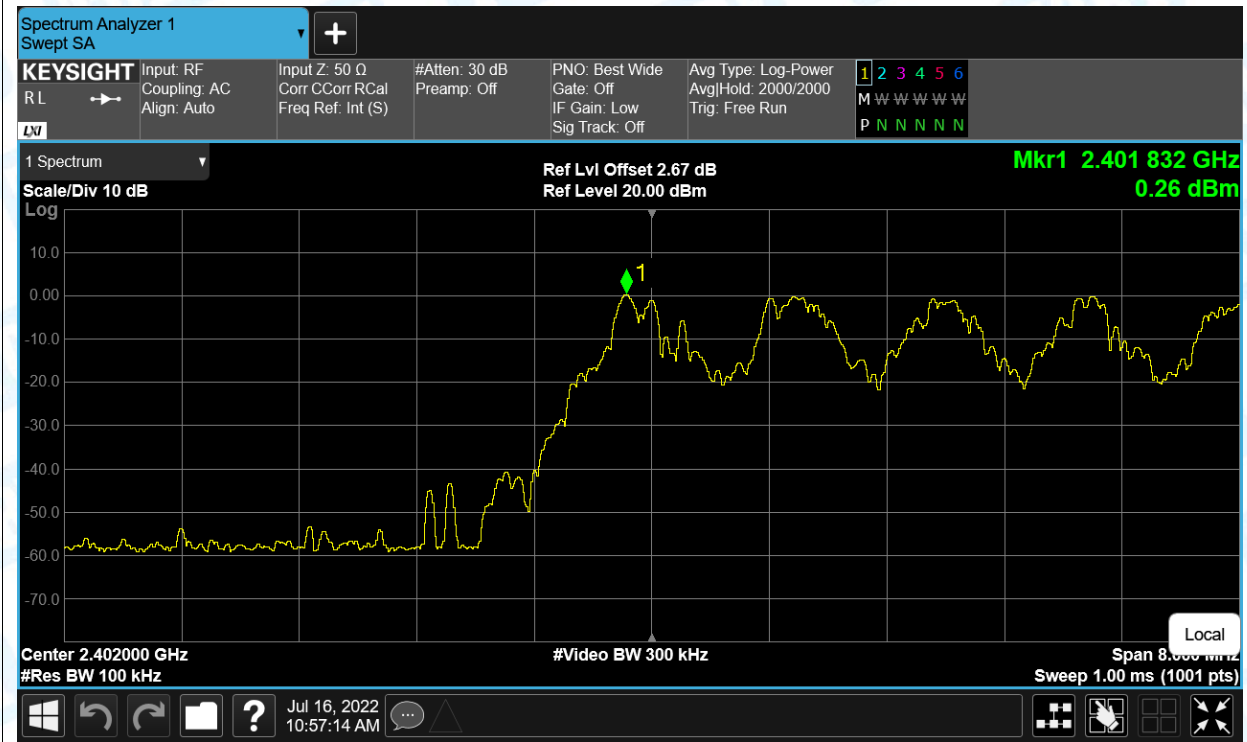 Spectrum Analyzer 1
Swept SA
KEYSIGHT
R L
LXI
Input: RF
Coupling: AC
Align: Auto
Input Z: 50 Ω
Corr CCorr RCal
Freq Ref: Int (S)
#Atten: 30 dB
Preamp: Off
PNO: Best Wide
Gate: Off
IF Gain: Low
Sig Track: Off
Avg Type: Log-Power
Avg|Hold: 2000/2000
Trig: Free Run
1 2 3 4 5 6
M W W W W W
P N N N N N
1 Spectrum
Scale/Div 10 dB
Log
Ref Lvl Offset 2.67 dB
Ref Level 20.00 dBm
Mkr1 2.401 832 GHz
0.26 dBm
10.0
0.00
-10.0
-20.0
-30.0
-40.0
-50.0
-60.0
-70.0
1
Local
Center 2.402000 GHz
#Video BW 300 kHz
Span 8.000 MHz
#Res BW 100 kHz
Sweep 1.00 ms (1001 pts)
?
Jul 16, 2022
10:57:14 AM